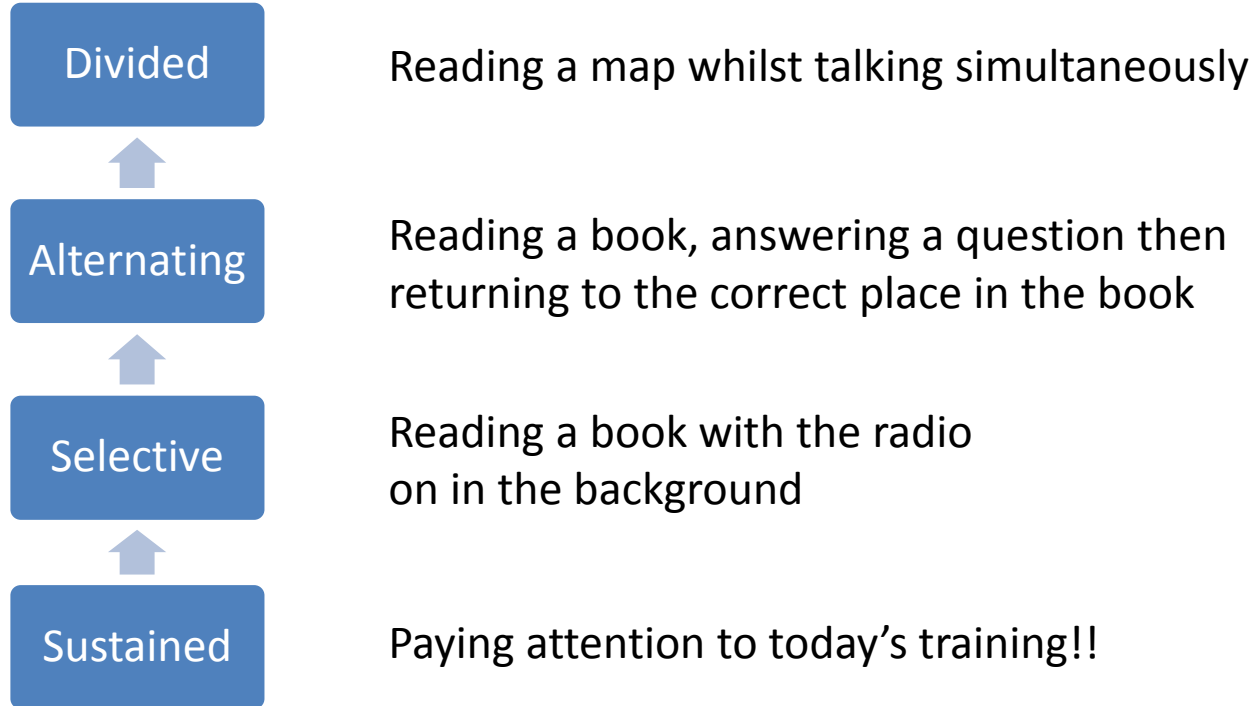 Divided
Reading a map whilst talking simultaneously
Alternating
Reading a book, answering a question then
returning to the correct place in the book
Selective
Reading a book with the radio
on in the background
Sustained
Paying attention to today’s training!!